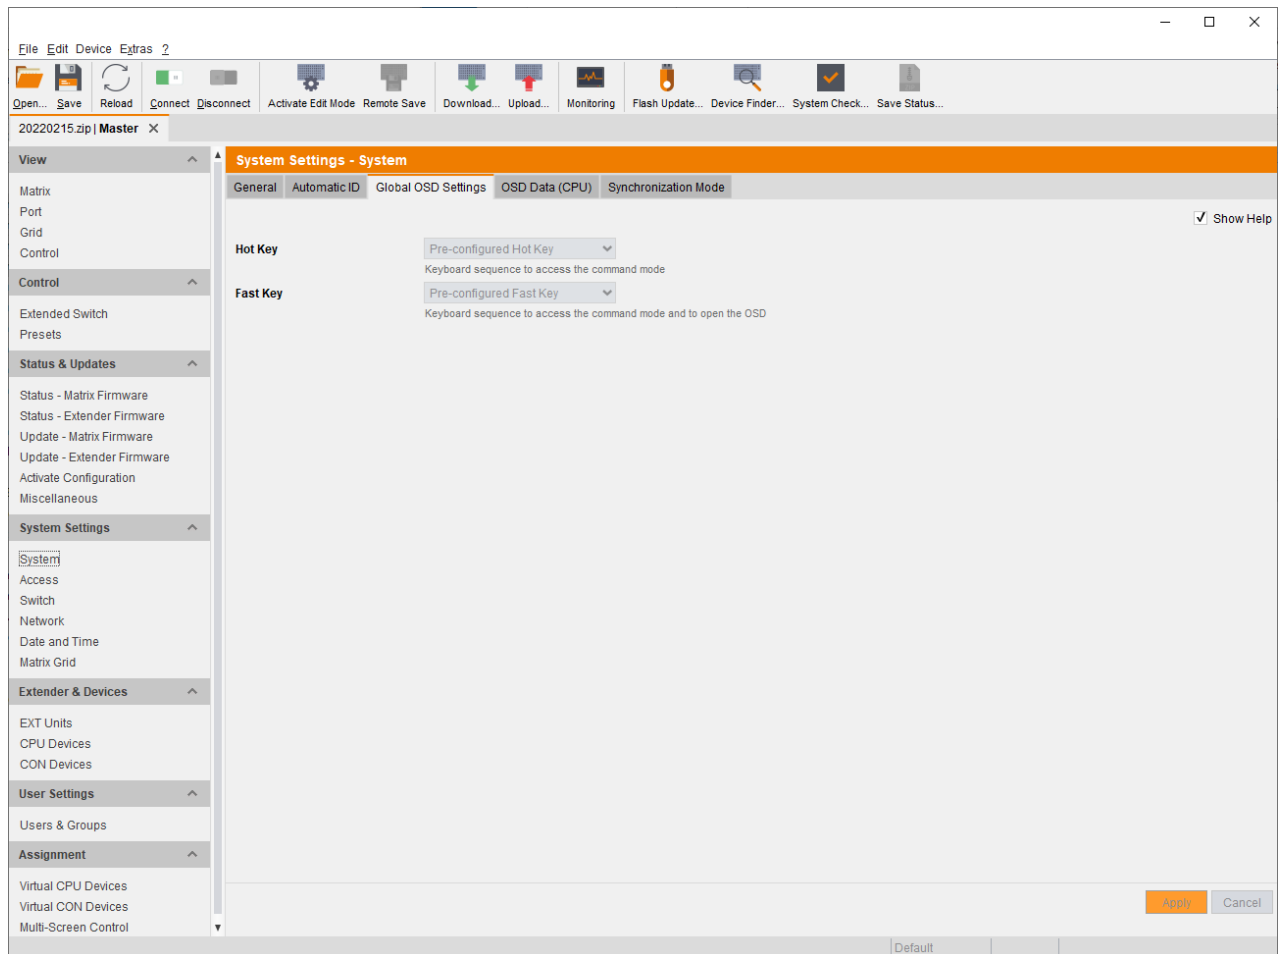 File Edit Device Extras ?
Open... Save Reload Connect Disconnect Activate Edit Mode Remote Save Download... Upload... Monitoring Flash Update... Device Finder... System Check... Save Status...
20220215.zip | Master
View
Matrix
Port
Grid
Control
Control
Extended Switch
Presets
Status & Updates
Status - Matrix Firmware
Status - Extender Firmware
Update - Matrix Firmware
Update - Extender Firmware
Activate Configuration
Miscellaneous
System Settings
System
Access
Switch
Network
Date and Time
Matrix Grid
Extender & Devices
EXT Units
CPU Devices
CON Devices
User Settings
Users & Groups
Assignment
Virtual CPU Devices
Virtual CON Devices
Multi-Screen Control
System Settings - System
General Automatic ID Global OSD Settings OSD Data (CPU) Synchronization Mode
Show Help
Hot Key Pre-configured Hot Key
Keyboard sequence to access the command mode
Fast Key Pre-configured Fast Key
Keyboard sequence to access the command mode and to open the OSD
Apply Cancel
Default